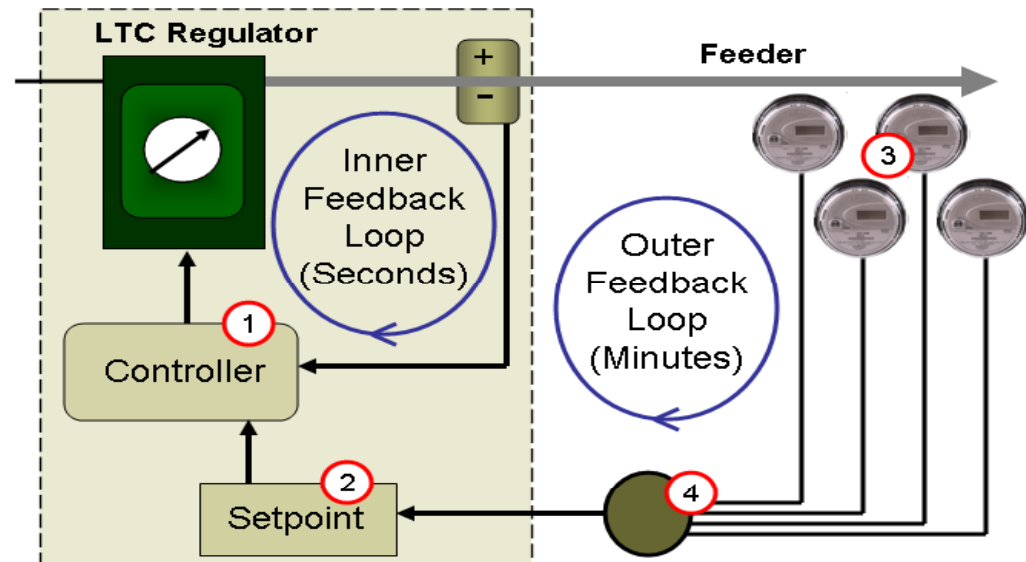 LTC Regulator
+
−
Feeder
Inner
Feedback
Loop
(Seconds)
3
Outer
Feedback
Loop
(Minutes)
1
Controller
2
Setpoint
4